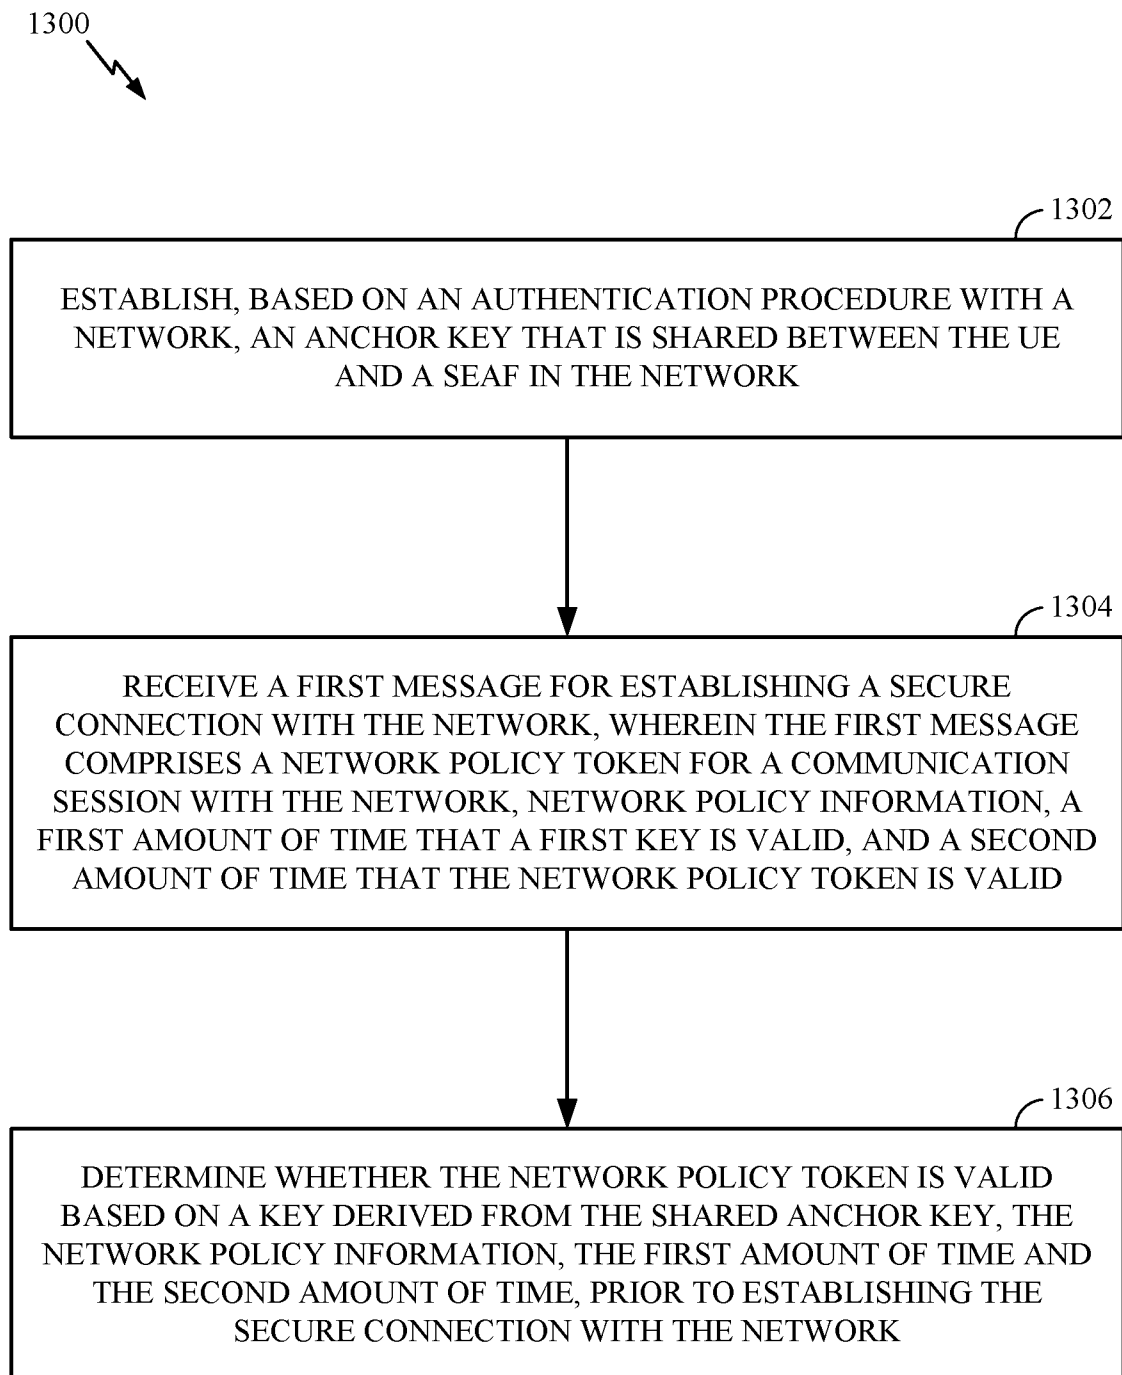 1300
1302
ESTABLISH, BASED ON AN AUTHENTICATION PROCEDURE WITH A
NETWORK, AN ANCHOR KEY THAT IS SHARED BETWEEN THE UE
AND A SEAF IN THE NETWORK
1304
RECEIVE A FIRST MESSAGE FOR ESTABLISHING A SECURE
CONNECTION WITH THE NETWORK, WHEREIN THE FIRST MESSAGE
COMPRISES A NETWORK POLICY TOKEN FOR A COMMUNICATION
SESSION WITH THE NETWORK, NETWORK POLICY INFORMATION, A
FIRST AMOUNT OF TIME THAT A FIRST KEY IS VALID, AND A SECOND
AMOUNT OF TIME THAT THE NETWORK POLICY TOKEN IS VALID
1306
DETERMINE WHETHER THE NETWORK POLICY TOKEN IS VALID
BASED ON A KEY DERIVED FROM THE SHARED ANCHOR KEY, THE
NETWORK POLICY INFORMATION, THE FIRST AMOUNT OF TIME AND
THE SECOND AMOUNT OF TIME, PRIOR TO ESTABLISHING THE
SECURE CONNECTION WITH THE NETWORK